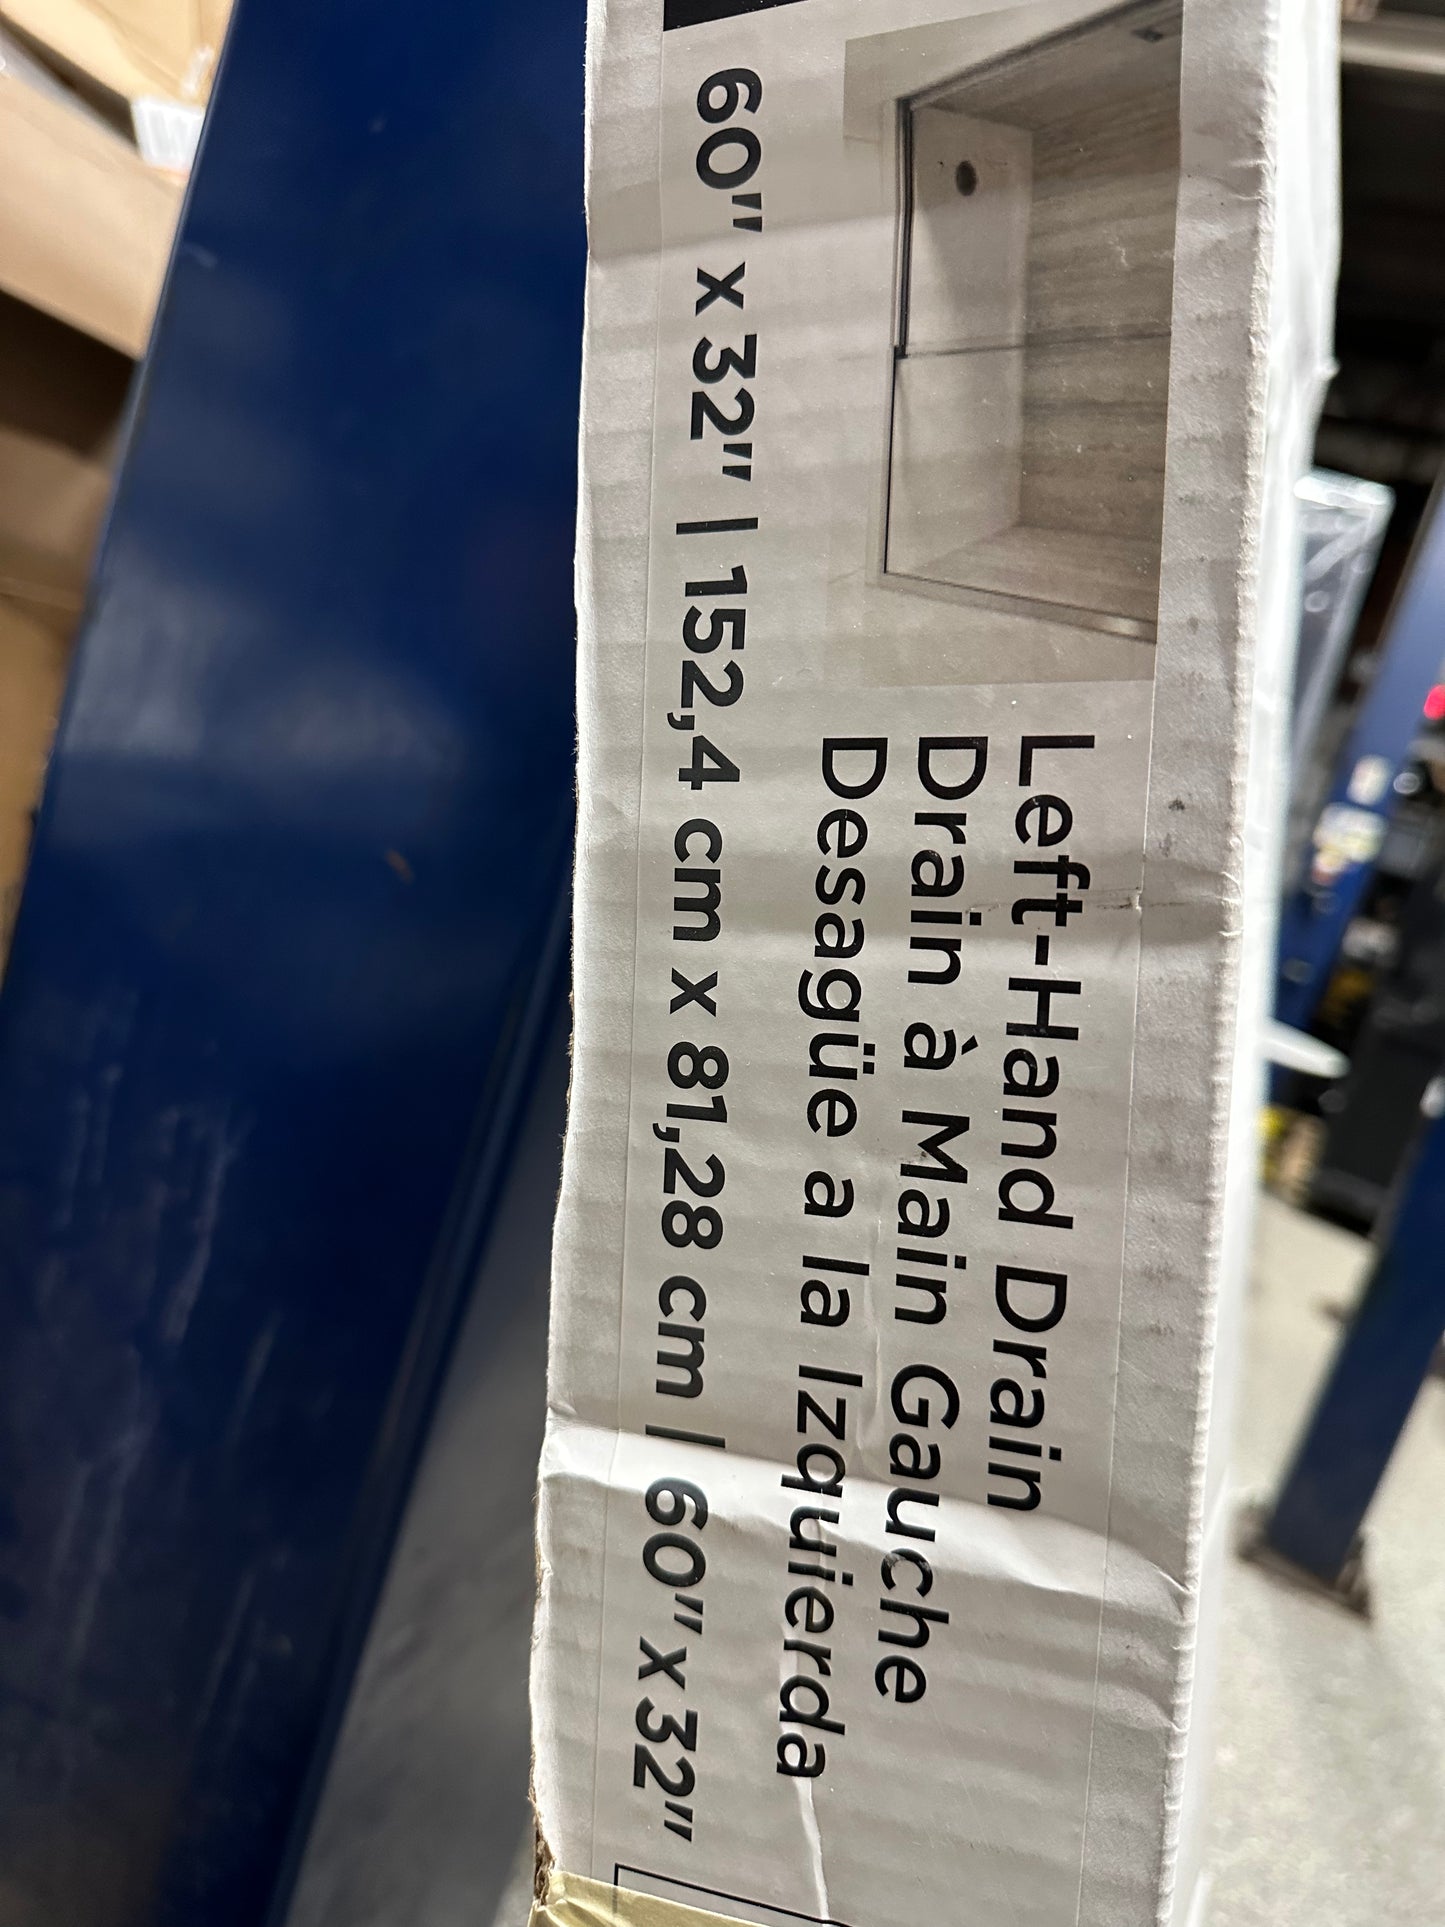 Left-Hand Drain
Drain à Main Gauche
Desagüe a la Izquierda
60" x 32" | 152,4 cm x 81,28 cm | 60" x 32"